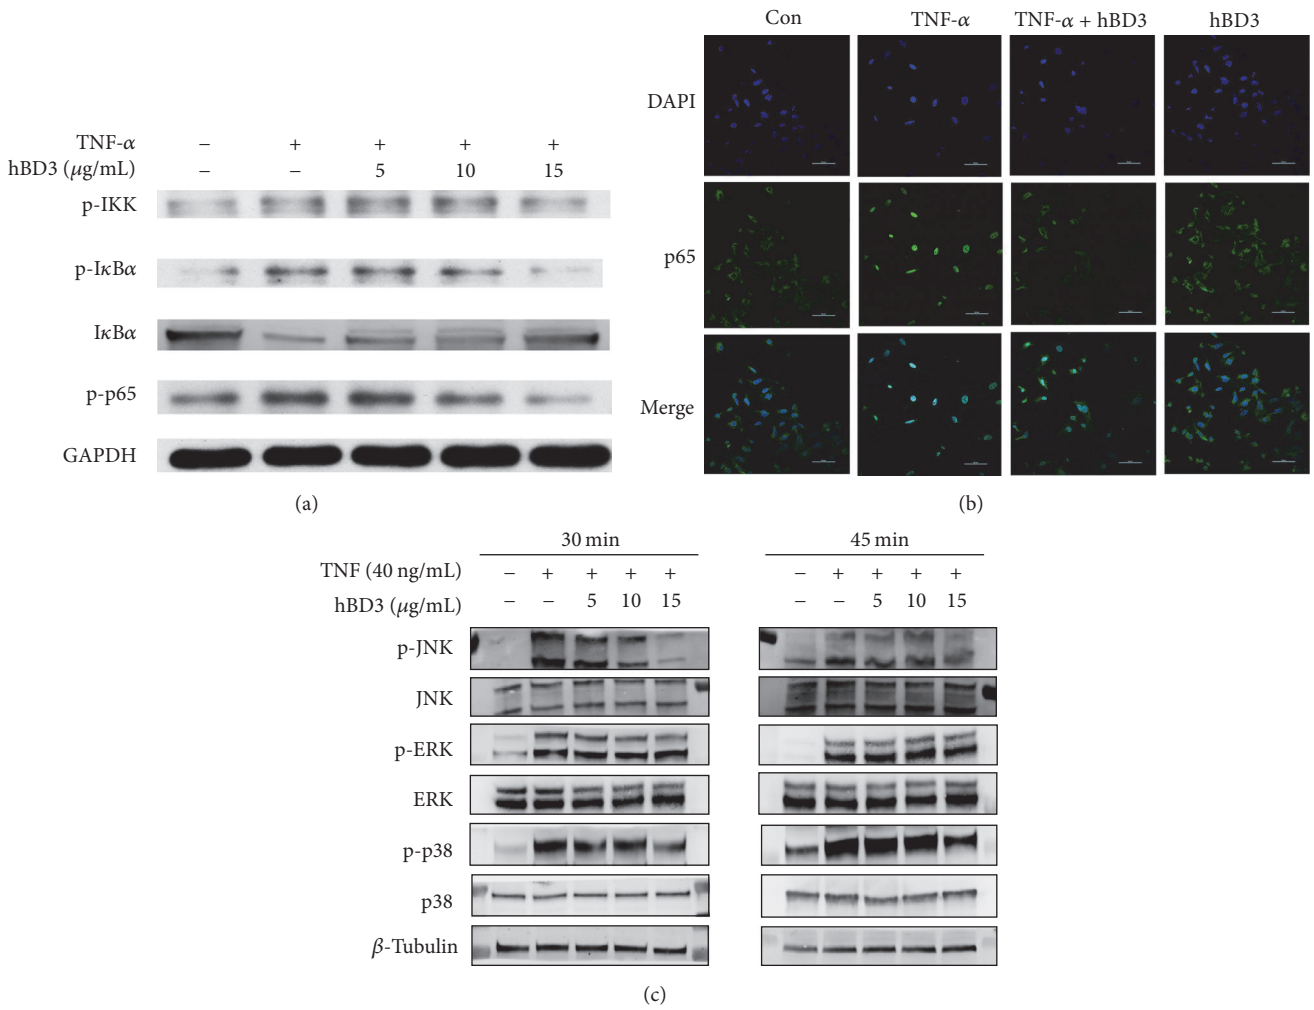 TNF-α – + + + +
hBD3 (μg/mL) – – 5 10 15
p-IKK
p-IκBα
IκBα
p-p65
GAPDH
(a)
Con TNF-α TNF-α + hBD3 hBD3
DAPI
p65
Merge
(b)
30 min 45 min
TNF (40 ng/mL) – + + + + – + + + +
hBD3 (μg/mL) – – 5 10 15 – – 5 10 15
p-JNK
JNK
p-ERK
ERK
p-p38
p38
β-Tubulin
(c)